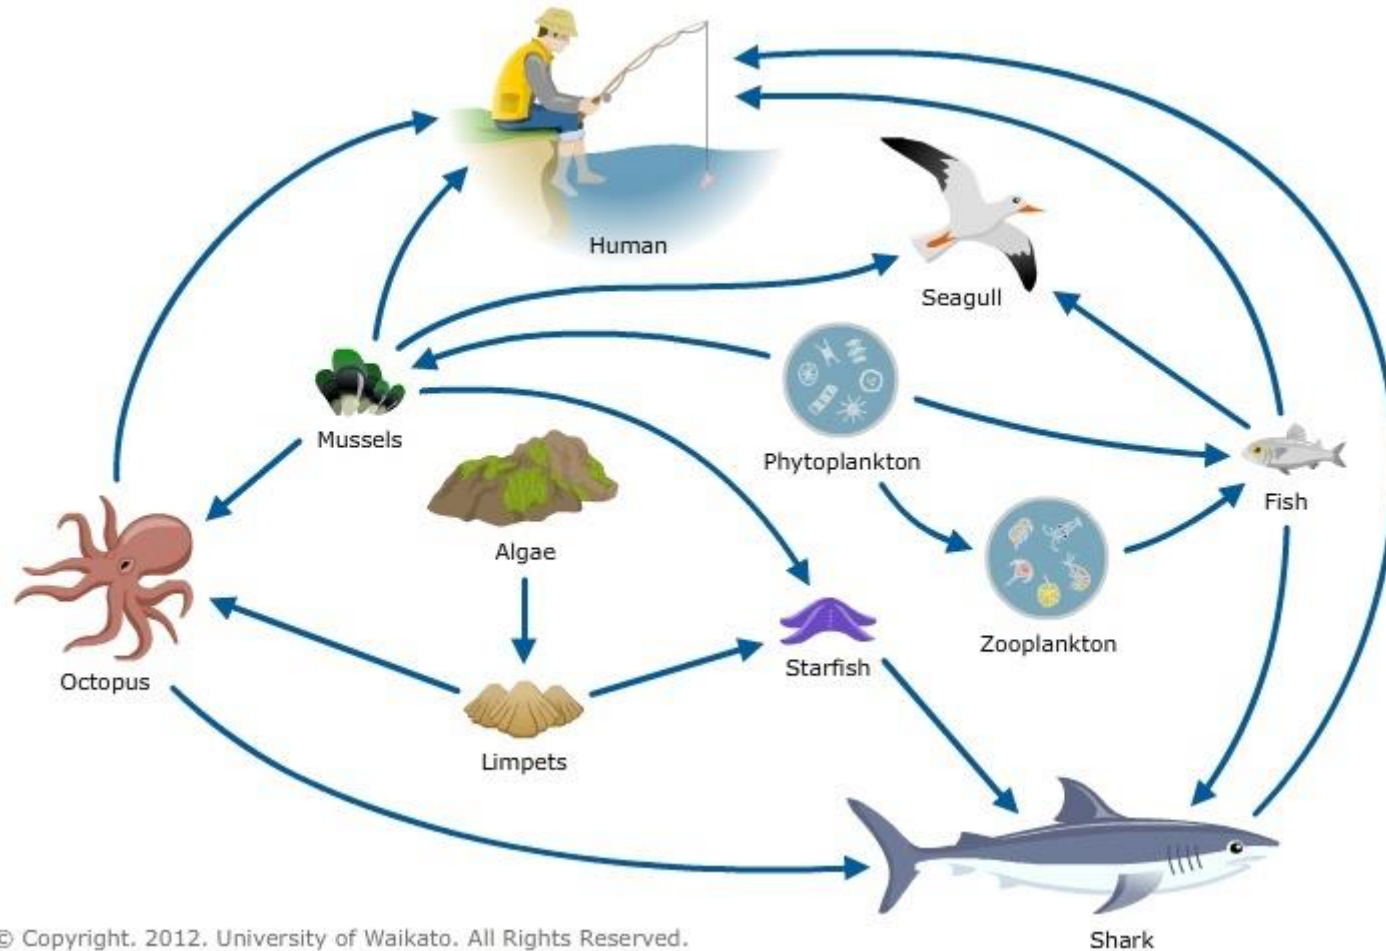 Human
Seagull
Mussels
Phytoplankton
Fish
Algae
Zooplankton
Starfish
Octopus
Limpets
Shark
© Copyright. 2012. University of Waikato. All Rights Reserved.